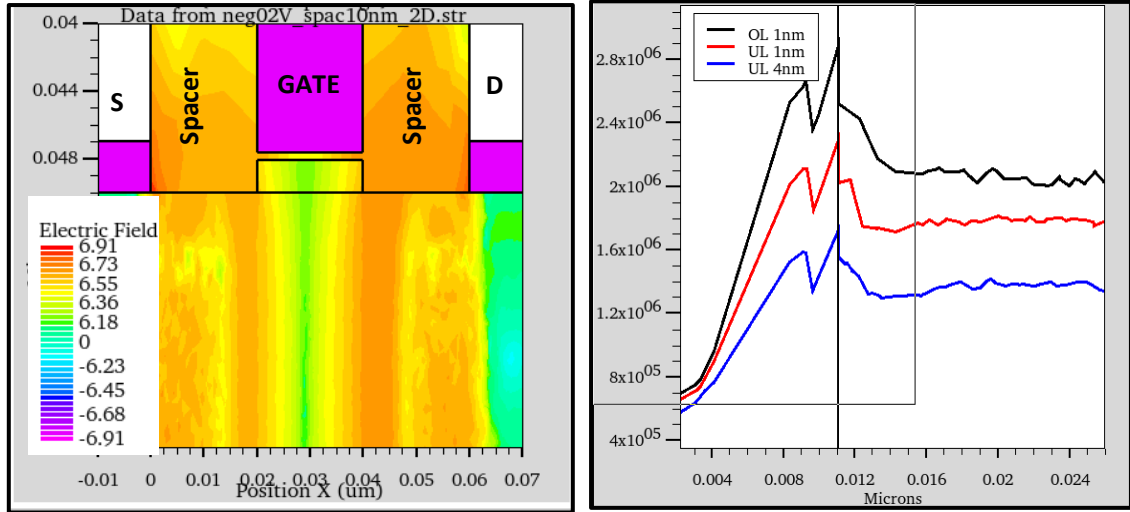 Data from neg02V_spac10nm_2D.str
0.04
0.044
0.048
S
Spacer
GATE
Spacer
D
Electric Field
6.91
6.73
6.55
6.36
6.18
0
-6.23
-6.45
-6.68
-6.91
-0.01 0 0.01 0.02 0.03 0.04 0.05 0.06 0.07
Position X (um)
OL 1nm
UL 1nm
UL 4nm
2.8x10^06
2.4x10^06
2x10^06
1.6x10^06
1.2x10^06
8x10^05
4x10^05
0.004 0.008 0.012 0.016 0.02 0.024
Microns